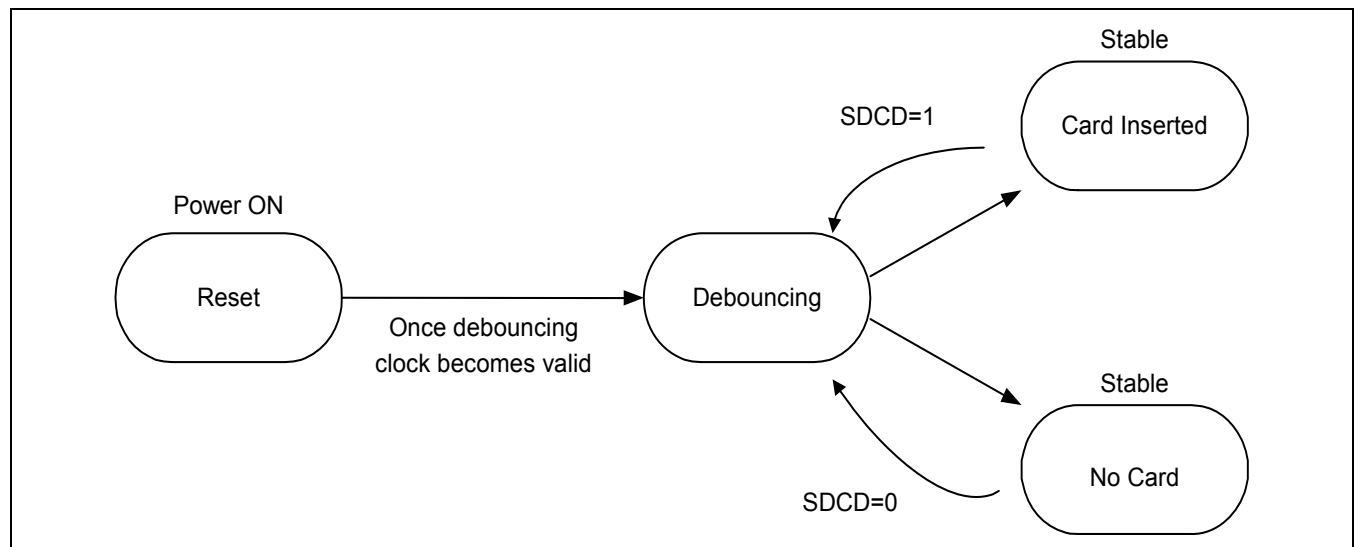 Stable
Card Inserted
SDCD=1
Power ON
Reset
Once debouncing
clock becomes valid
Debouncing
Stable
No Card
SDCD=0